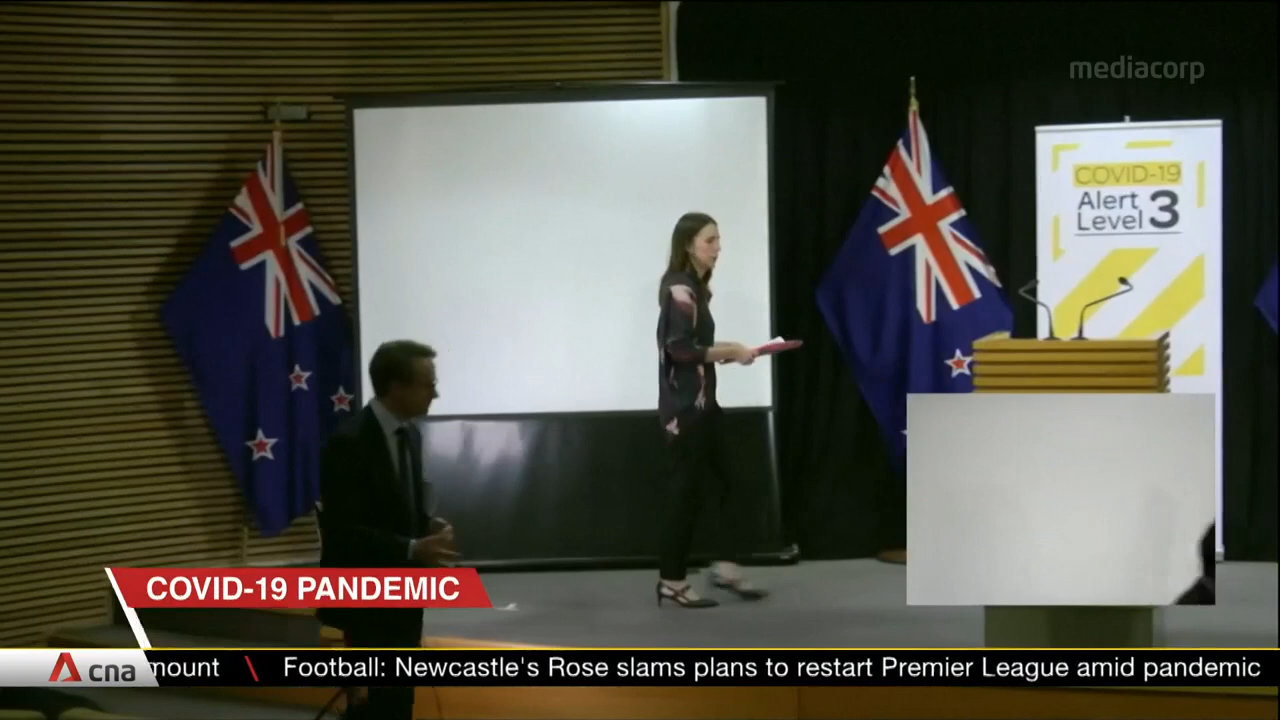 mediacorp
COVID-19
Alert
Level 3
COVID-19 PANDEMIC
cna
mount \ Football: Newcastle's Rose slams plans to restart Premier League amid pandemic